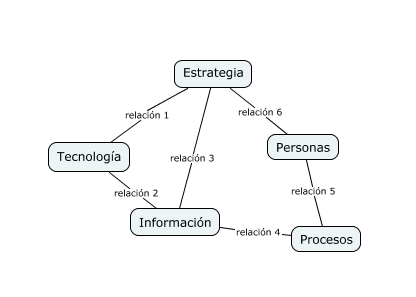 Estrategia
relación 1
relación 6
Tecnología
relación 3
Personas
relación 2
relación 5
Información
relación 4
Procesos